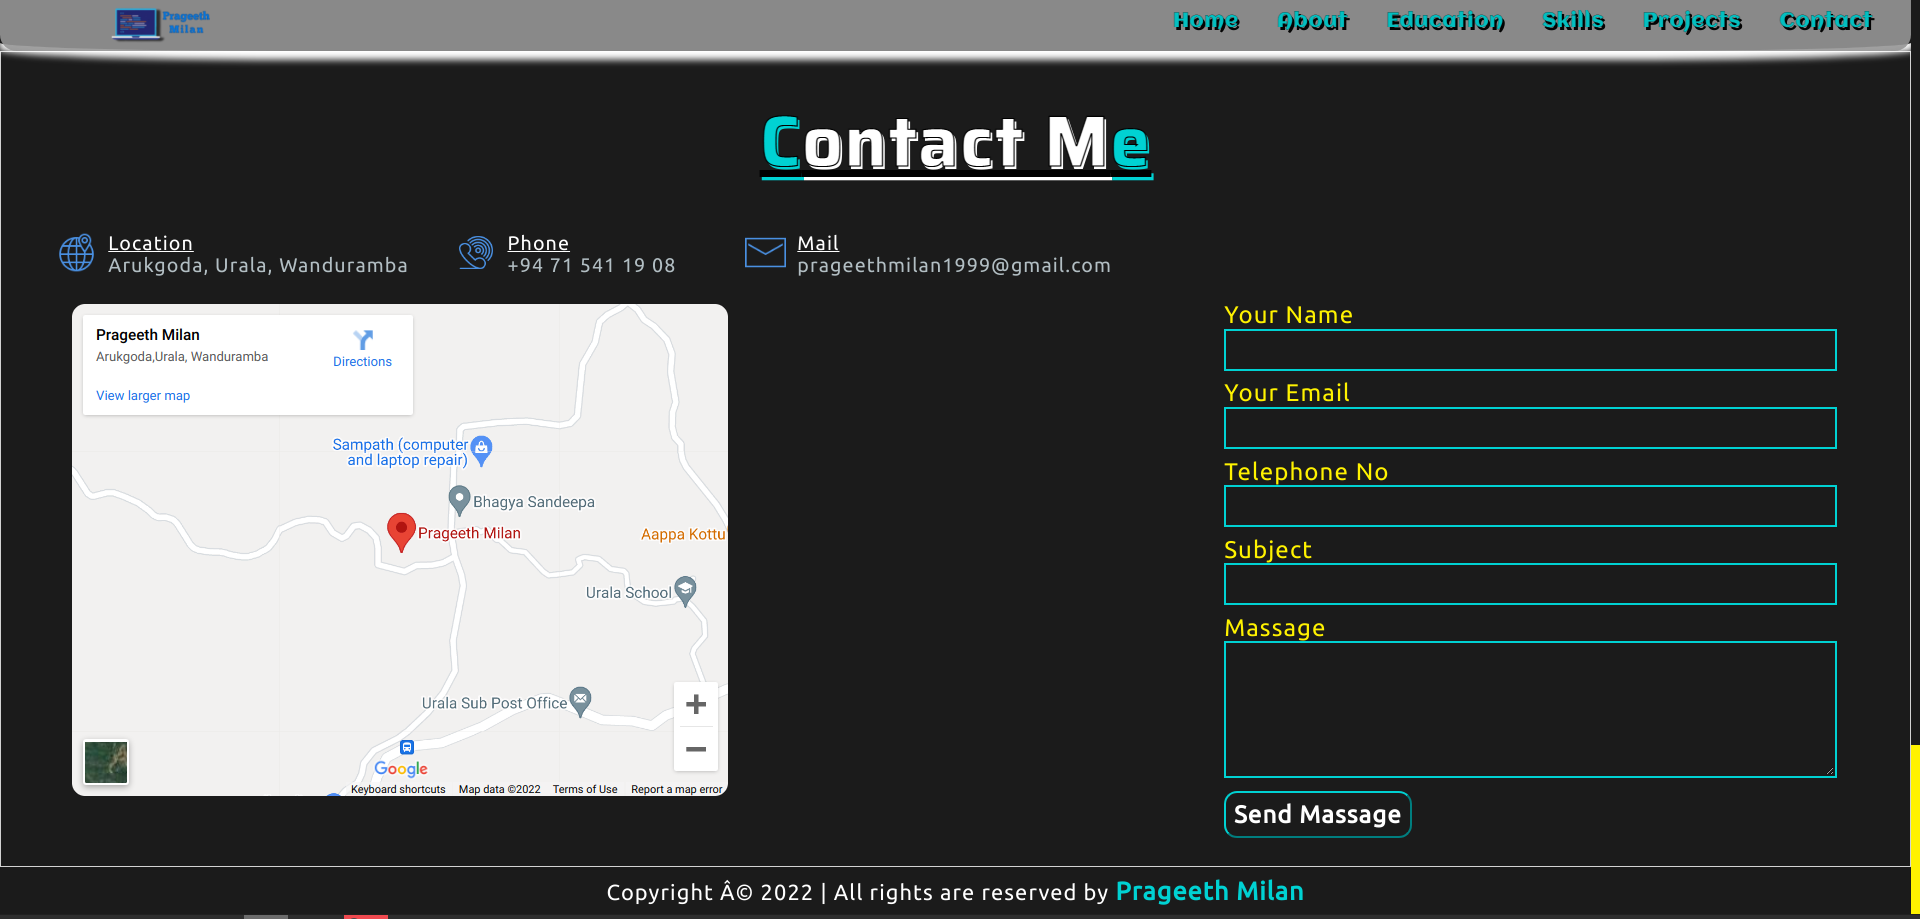 Prageeth
Milan
Home About Education Skills Projects Contact
Contact Me
Location
Arukgoda, Urala, Wanduramba
Phone
+94 71 541 19 08
Mail
prageethmilan1999@gmail.com
Prageeth Milan
Arukgoda,Urala, Wanduramba
Directions
View larger map
Sampath (computer
and laptop repair)
Bhagya Sandeepa
Prageeth Milan
Aappa Kottu
Urala School
Urala Sub Post Office
Google
Keyboard shortcuts Map data ©2022 Terms of Use Report a map error
Your Name
Your Email
Telephone No
Subject
Massage
Send Massage
Copyright Â© 2022 | All rights are reserved by Prageeth Milan